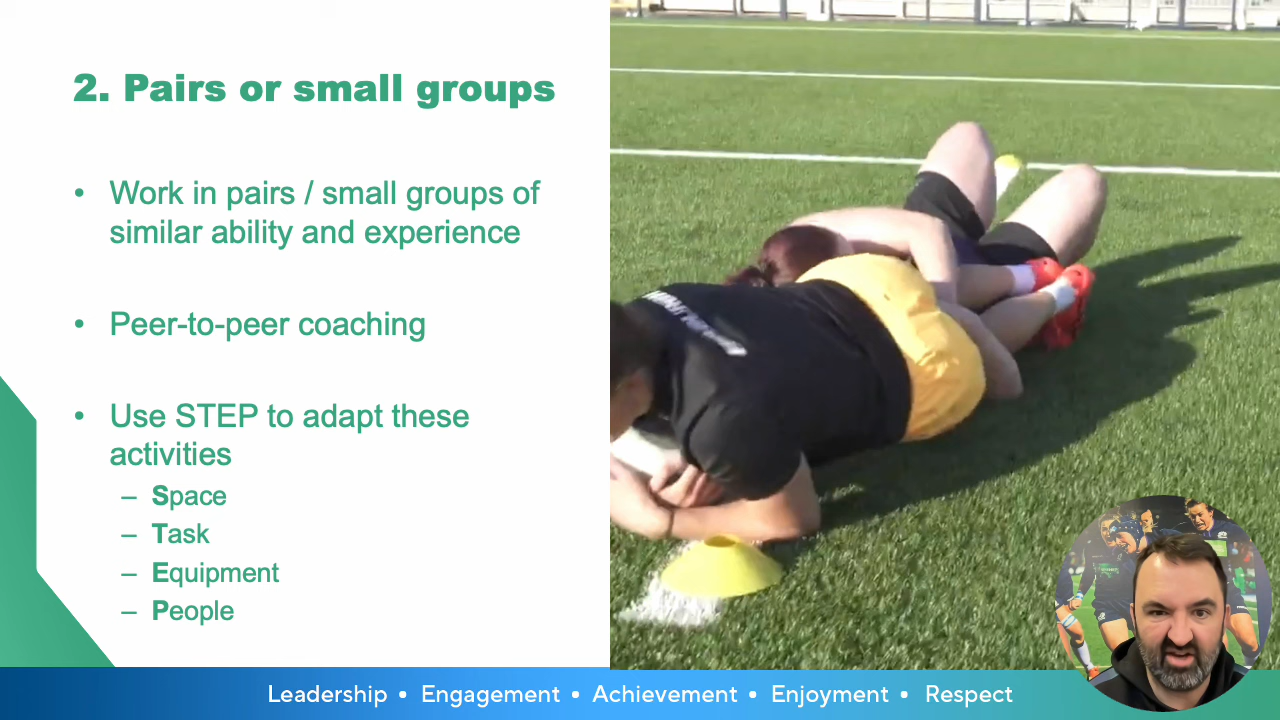 2. Pairs or small groups
• Work in pairs / small groups of
similar ability and experience
• Peer-to-peer coaching
• Use STEP to adapt these
activities
– Space
– Task
– Equipment
– People
Leadership • Engagement • Achievement • Enjoyment • Respect